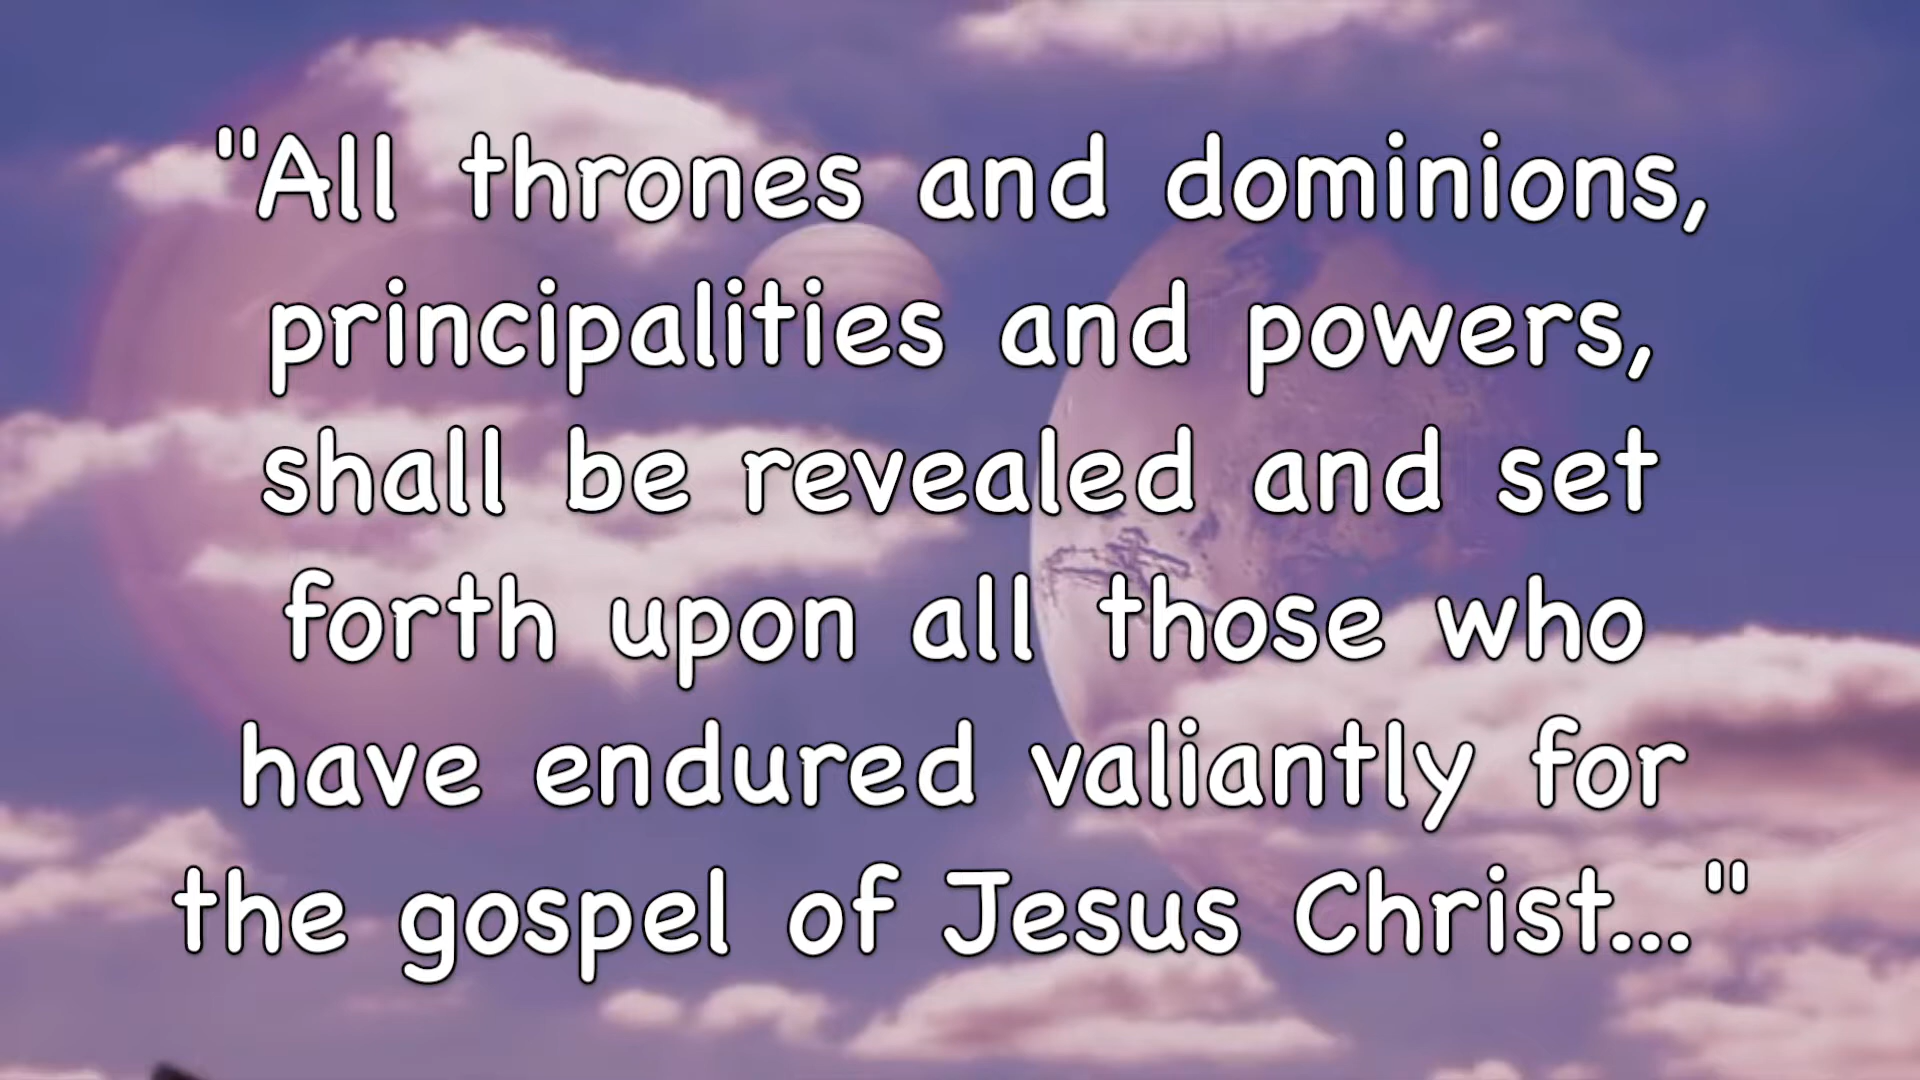 "All thrones and dominions,
principalities and powers,
shall be revealed and set
forth upon all those who
have endured valiantly for
the gospel of Jesus Christ..."